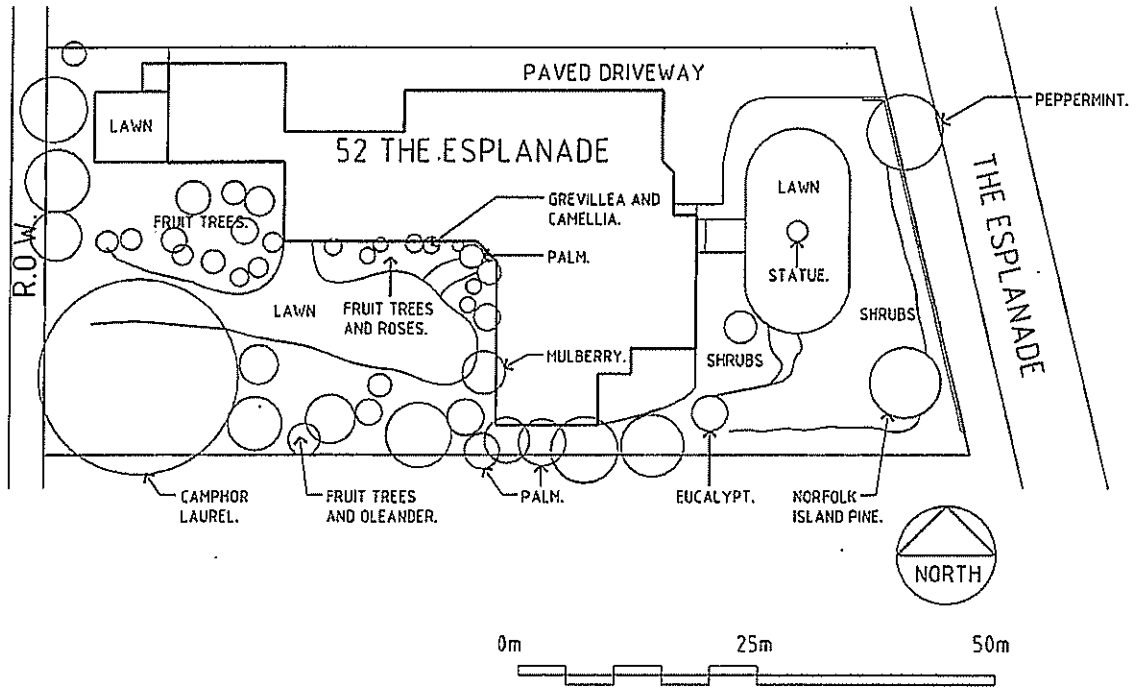 PAVED DRIVEWAY
PEPPERMINT.
LAWN
52 THE ESPLANADE
THE ESPLANADE
LAWN
GREVILLEA AND
CAMELLIA.
FRUIT TREES.
R.O.W.
PALM.
STATUE.
LAWN
FRUIT TREES
AND ROSES.
SHRUBS
MULBERRY.
SHRUBS
CAMPHOR
LAUREL.
FRUIT TREES
AND OLEANDER.
PALM.
EUCALYPT.
NORFOLK
ISLAND PINE.
NORTH
0m
25m
50m